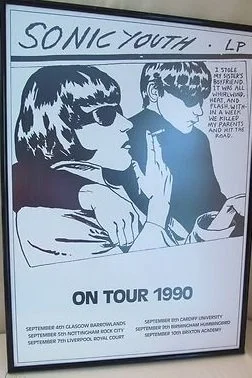 SONIC YOUTH · LP
I STOLE
MY SISTER'S
BOYFRIEND.
IT WAS ALL
WHIRLWIND,
HEAT, AND
FLASH. WITH-
IN A WEEK
WE KILLED
MY PARENTS
AND HIT THE
ROAD.
ON TOUR 1990
SEPTEMBER 4th GLASGOW BARROWLANDS
SEPTEMBER 5th NOTTINGHAM ROCK CITY
SEPTEMBER 7th LIVERPOOL ROYAL COURT
SEPTEMBER 8th CARDIFF UNIVERSITY
SEPTEMBER 9th BIRMINGHAM HUMMINGBIRD
SEPTEMBER 10th BRIXTON ACADEMY